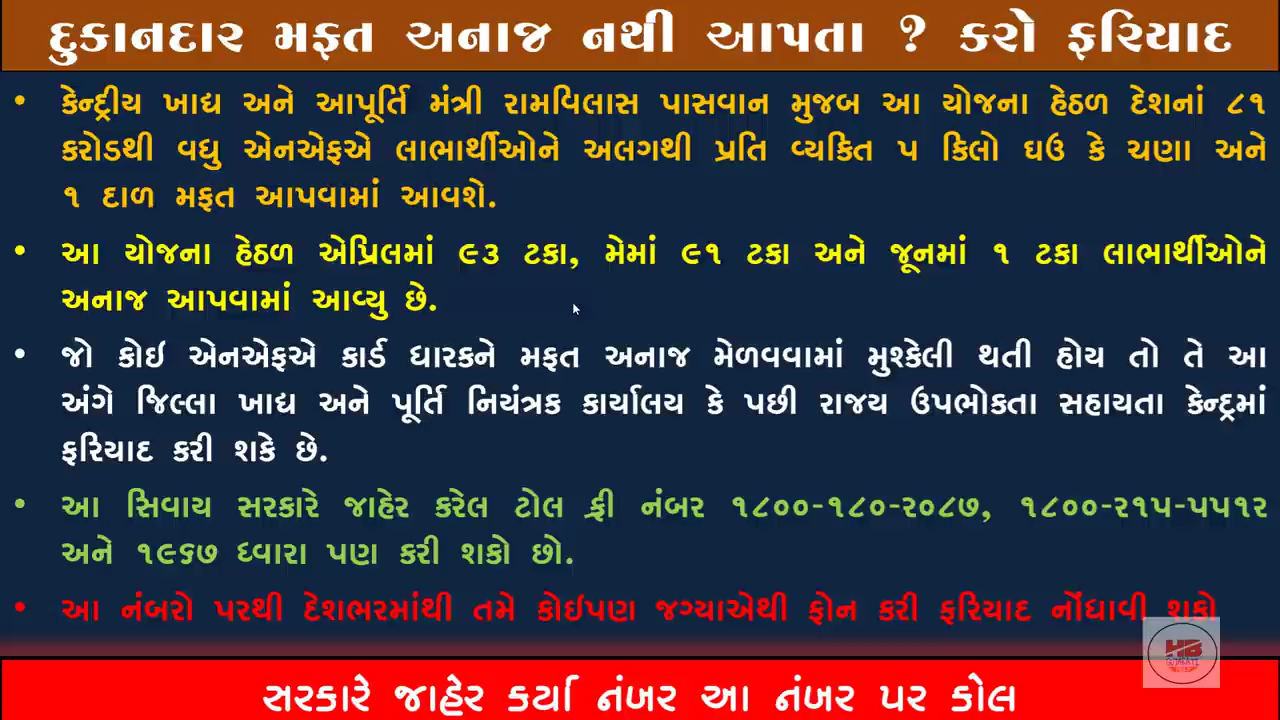 દુકાનદાર મફત અનાજ નથી આપતા ? કરો ફરિયાદ
• કેન્દ્રીય ખાદ્ય અને આપૂર્તિ મંત્રી રામવિલાસ પાસવાન મુજબ આ યોજના હેઠળ દેશનાં ૮૧
કરોડથી વધુ એનએફએ લાભાર્થીઓને અલગથી પ્રતિ વ્યકિત ૫ કિલો ઘઉં કે ચણા અને
૧ દાળ મફત આપવામાં આવશે.
• આ યોજના હેઠળ એપ્રિલમાં ૯૩ ટકા, મેમાં ૯૧ ટકા અને જૂનમાં ૧ ટકા લાભાર્થીઓને
અનાજ આપવામાં આવ્યુ છે.
• જો કોઇ એનએફએ કાર્ડ ધારકને મફત અનાજ મેળવવામાં મુશ્કેલી થતી હોય તો તે આ
અંગે જિલ્લા ખાદ્ય અને પૂર્તિ નિયંત્રક કાર્યાલય કે પછી રાજય ઉપભોકતા સહાયતા કેન્દ્રમાં
ફરિયાદ કરી શકે છે.
• આ સિવાય સરકારે જાહેર કરેલ ટોલ ફ્રી નંબર ૧૮૦૦-૧૮૦-૨૦૮૭, ૧૮૦૦-૨૧૫-૫૫૧૨
અને ૧૯૬૭ ધ્વારા પણ કરી શકો છો.
• આ નંબરો પરથી દેશભરમાંથી તમે કોઇપણ જગ્યાએથી ફોન કરી ફરિયાદ નોંધાવી શકો
HB
GUJARATI
સરકારે જાહેર કર્યા નંબર આ નંબર પર કોલ